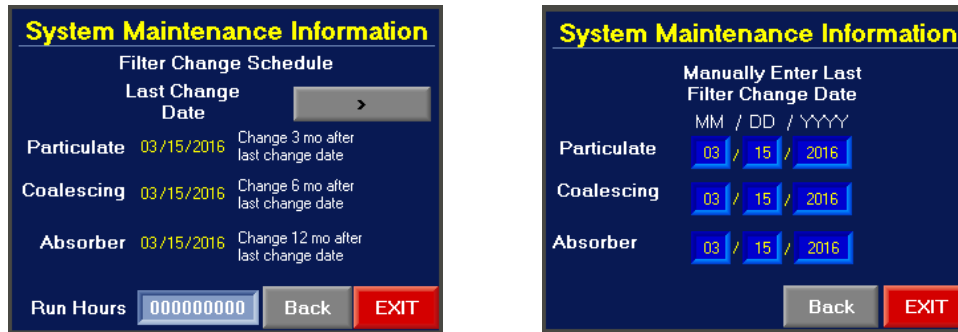 System Maintenance Information
Filter Change Schedule
Last Change
Date
>
Particulate 03/15/2016 Change 3 mo after
last change date
Coalescing 03/15/2016 Change 6 mo after
last change date
Absorber 03/15/2016 Change 12 mo after
last change date
Run Hours 000000000 Back EXIT
System Maintenance Information
Manually Enter Last
Filter Change Date
MM / DD / YYYY
Particulate 03 / 15 / 2016
Coalescing 03 / 15 / 2016
Absorber 03 / 15 / 2016
Back EXIT